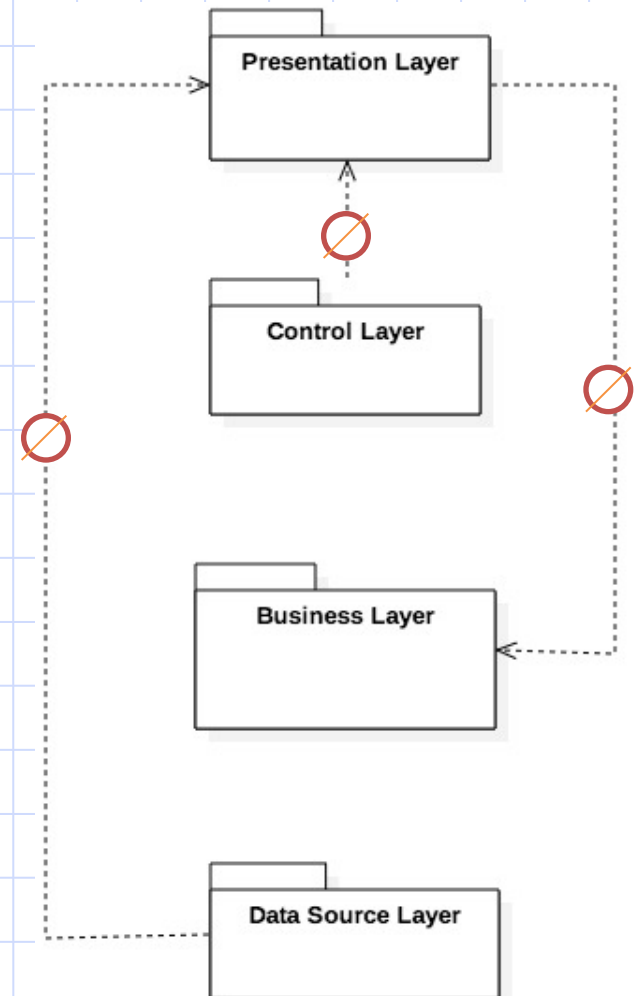 Presentation Layer
Control Layer
Business Layer
Data Source Layer